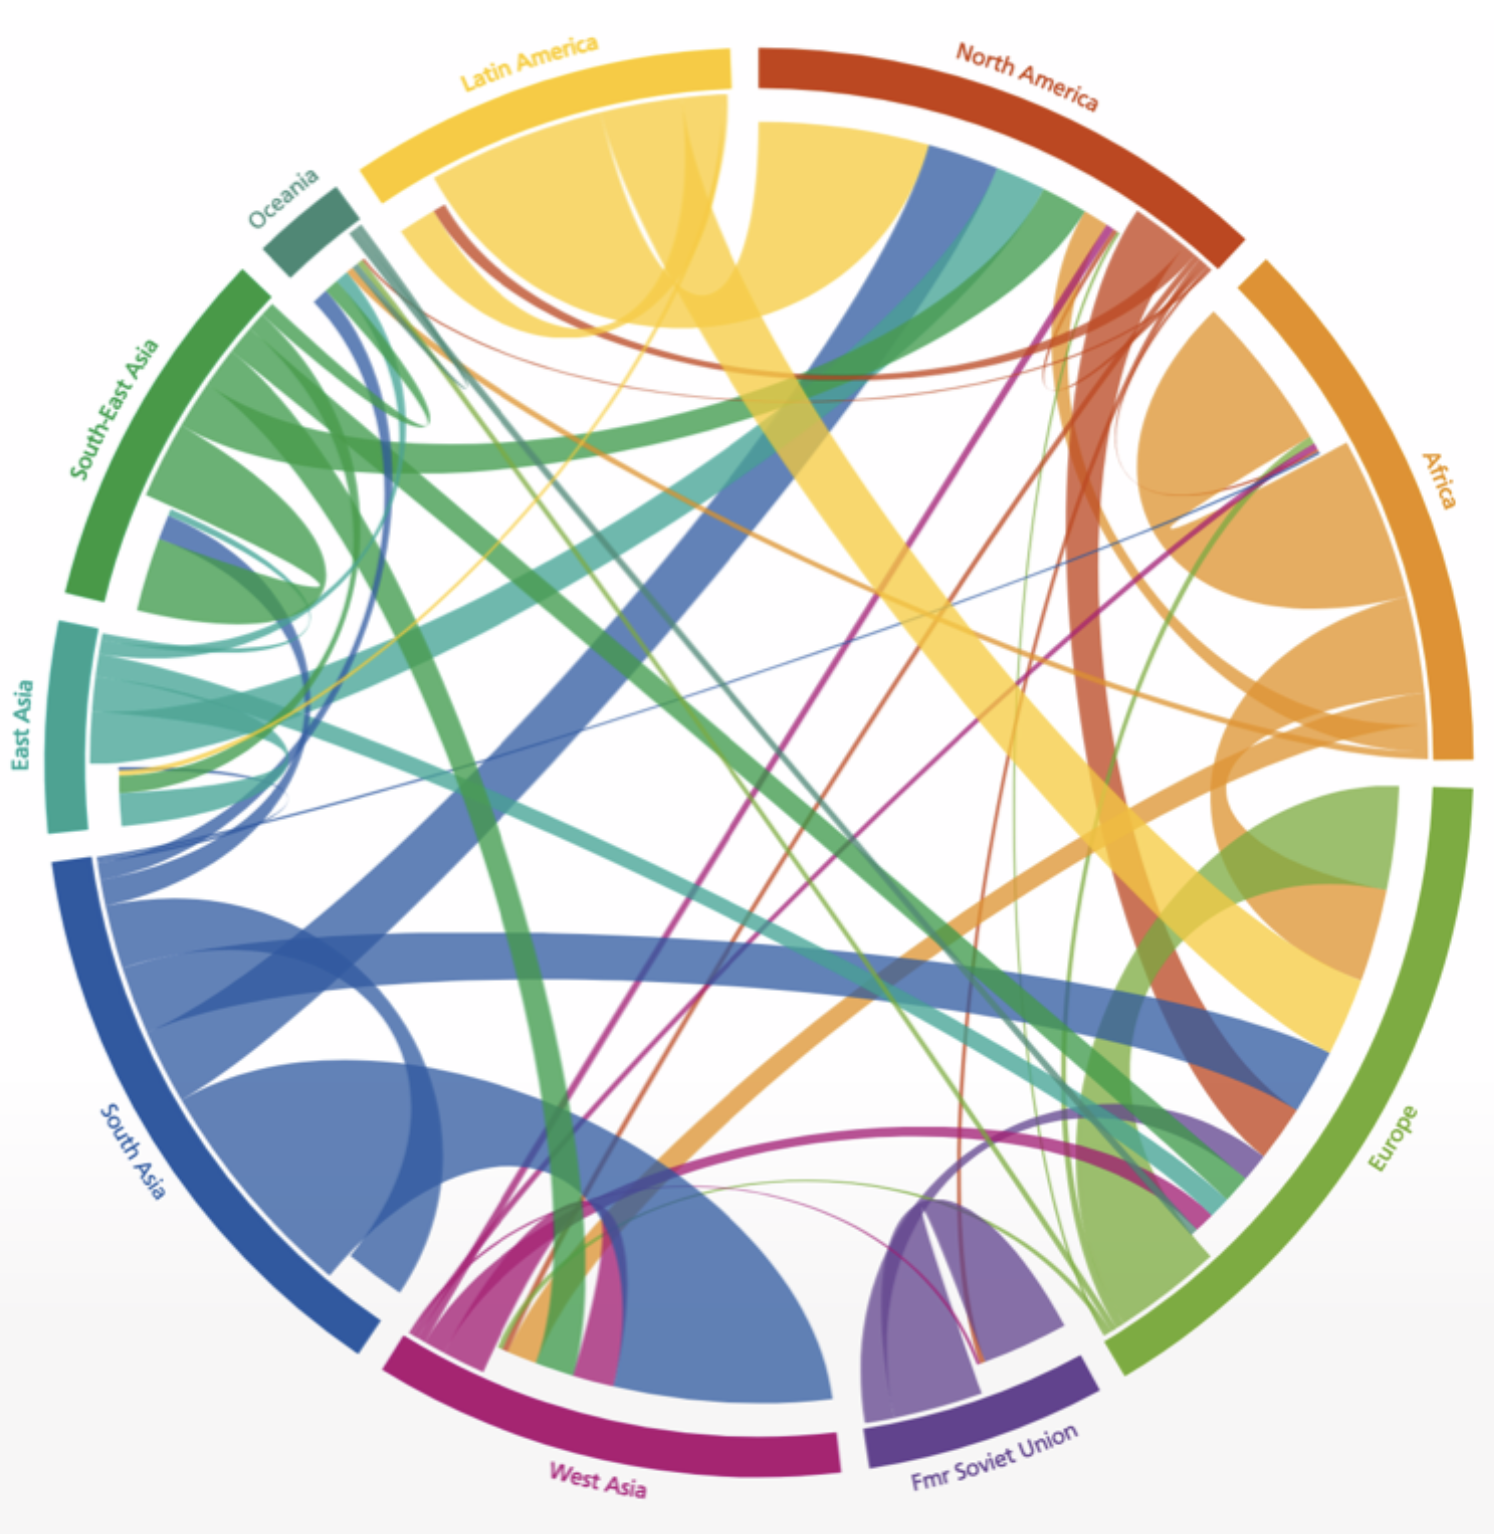 Latin America
North America
Oceania
South-East Asia
Africa
East Asia
South Asia
Europe
West Asia
Fmr Soviet Union